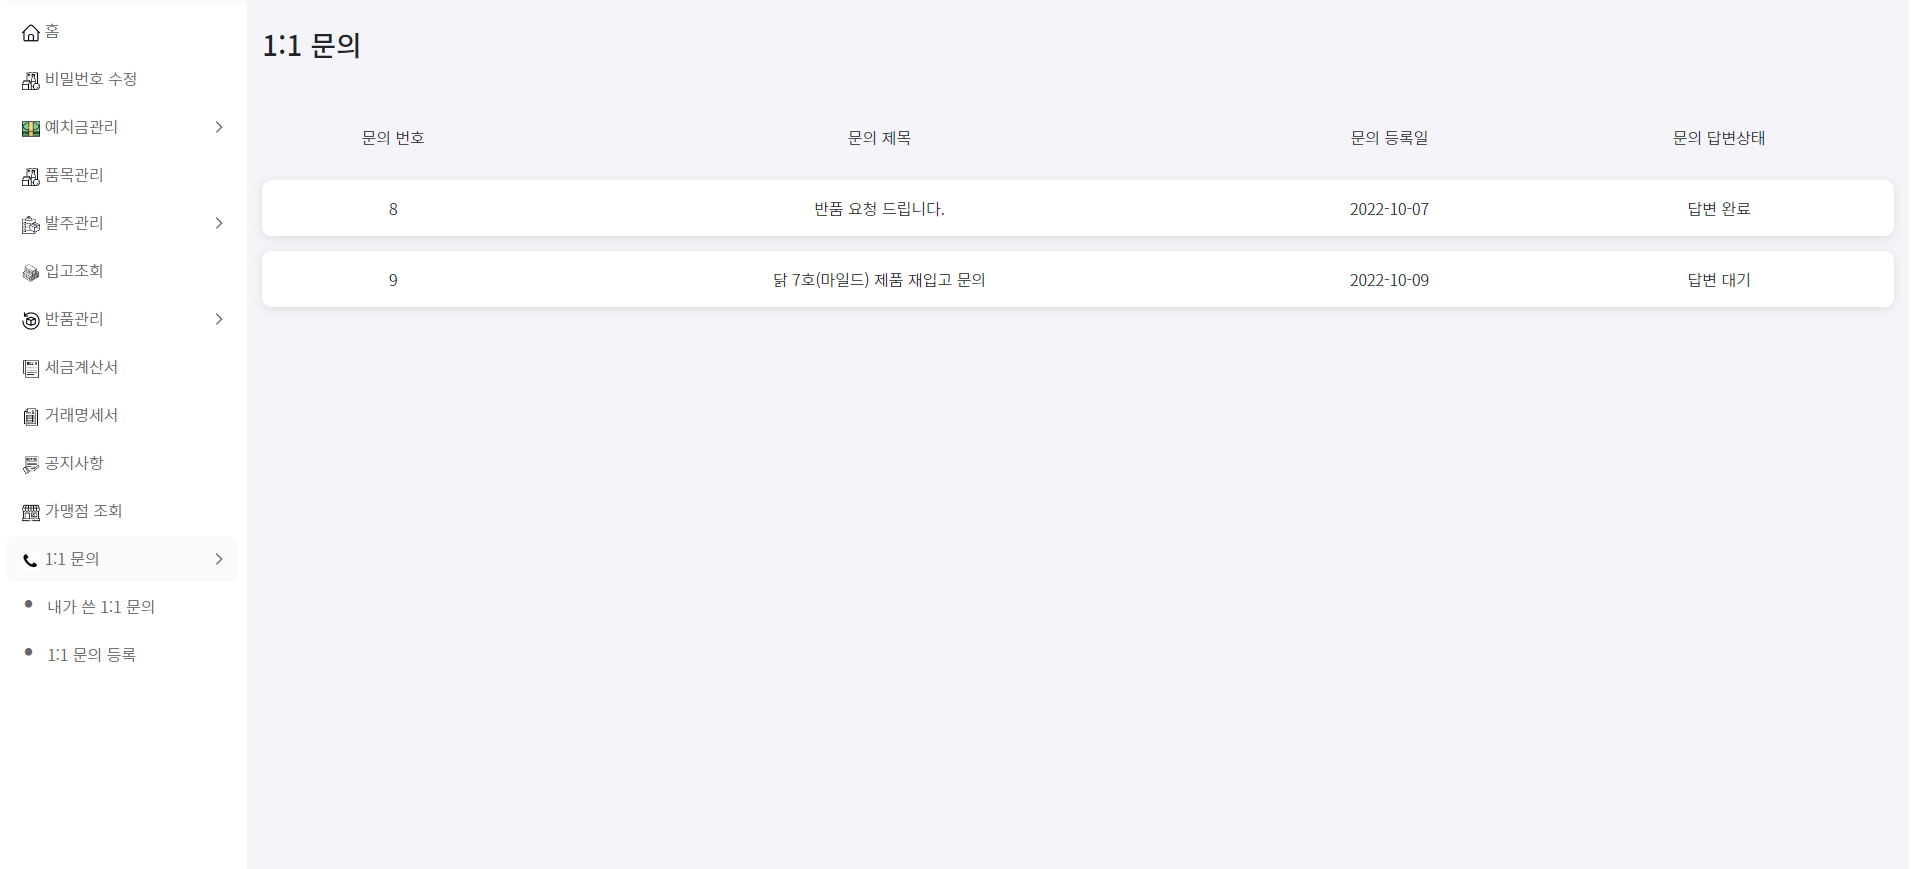 홈
비밀번호 수정
예치금관리
품목관리
발주관리
입고조회
반품관리
세금계산서
거래명세서
공지사항
가맹점 조회
1:1 문의
내가 쓴 1:1 문의
1:1 문의 등록
1:1 문의
문의 번호 문의 제목 문의 등록일 문의 답변상태
8 반품 요청 드립니다. 2022-10-07 답변 완료
9 닭 7호(마일드) 제품 재입고 문의 2022-10-09 답변 대기